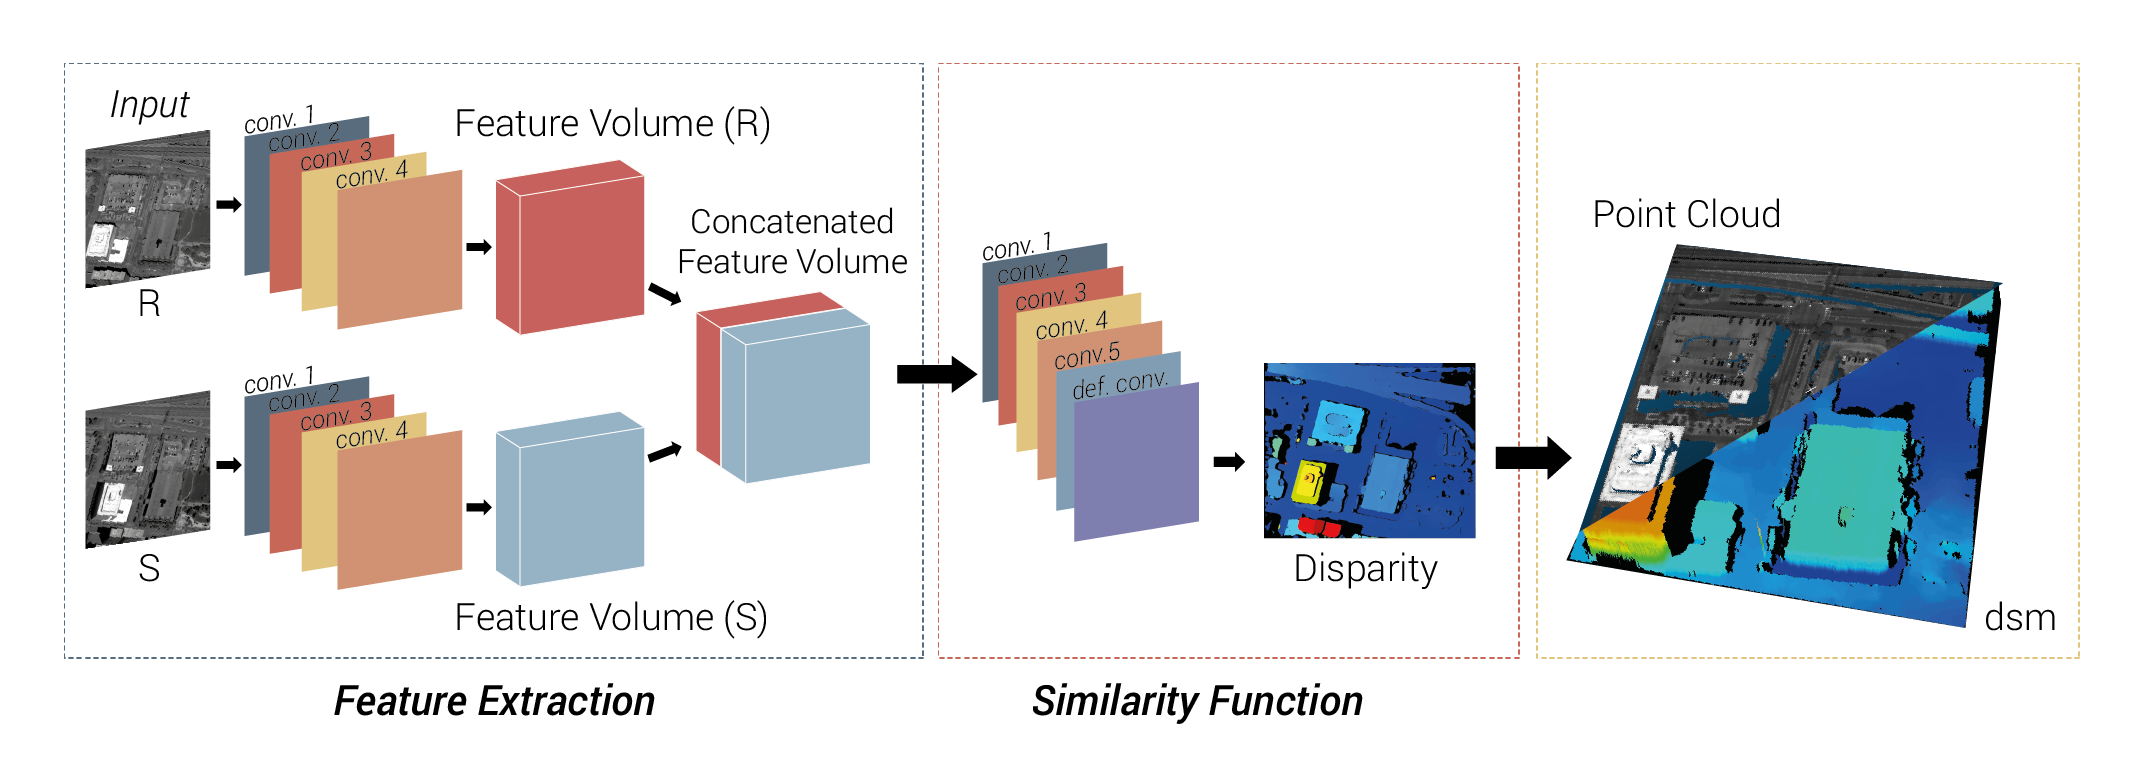 Input
R
conv. 1
conv. 2
conv. 3
conv. 4
Feature Volume (R)
S
conv. 1
conv. 2
conv. 3
conv. 4
Feature Volume (S)
Concatenated
Feature Volume
Feature Extraction
conv. 1
conv. 2
conv. 3
conv. 4
conv.5
def. conv.
Disparity
Similarity Function
Point Cloud
dsm